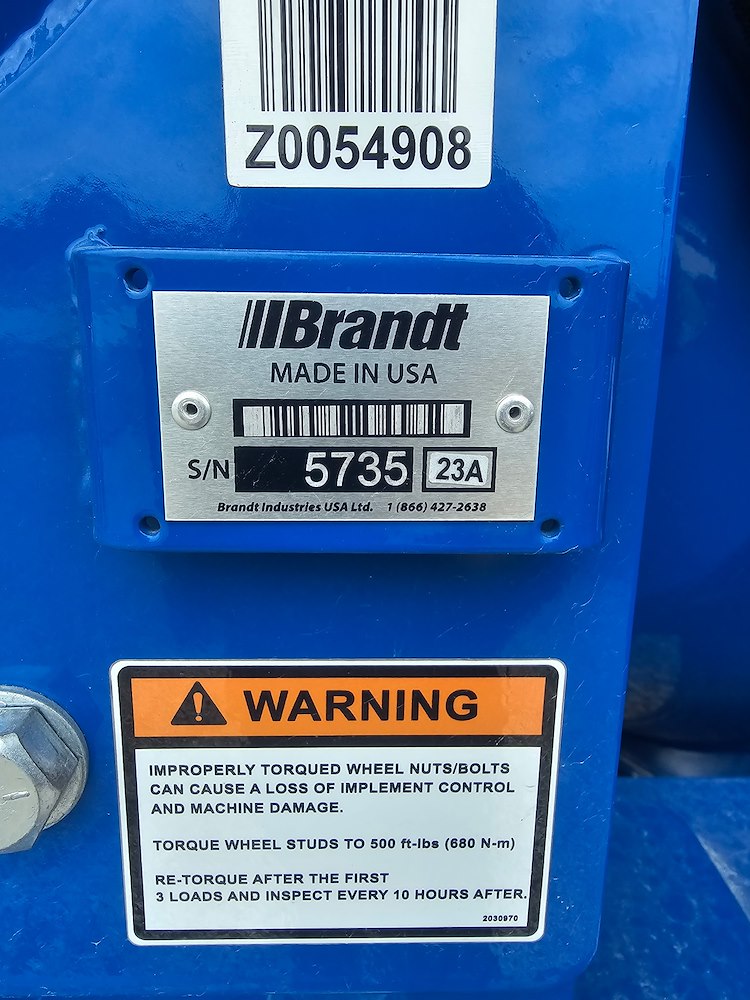 Z0054908
Brandt
MADE IN USA
S/N 5735 23A
Brandt Industries USA Ltd. 1 (866) 427-2638
WARNING
IMPROPERLY TORQUED WHEEL NUTS/BOLTS
CAN CAUSE A LOSS OF IMPLEMENT CONTROL
AND MACHINE DAMAGE.
TORQUE WHEEL STUDS TO 500 ft-lbs (680 N-m)
RE-TORQUE AFTER THE FIRST
3 LOADS AND INSPECT EVERY 10 HOURS AFTER.
2030970